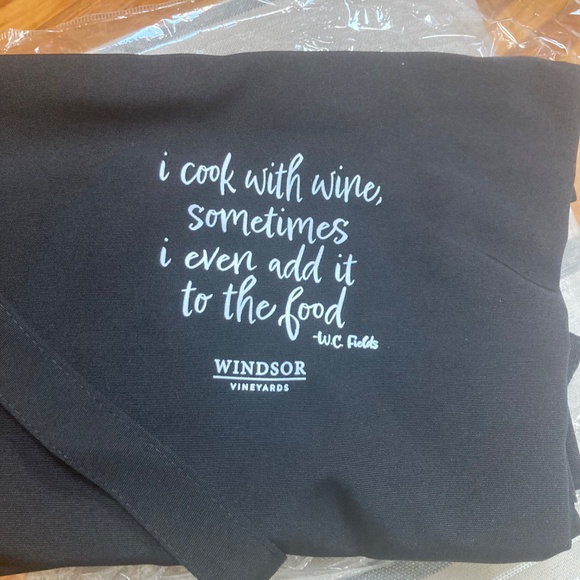 i cook with wine,
sometimes
i even add it
to the food
-W.C. Fields
WINDSOR
VINEYARDS